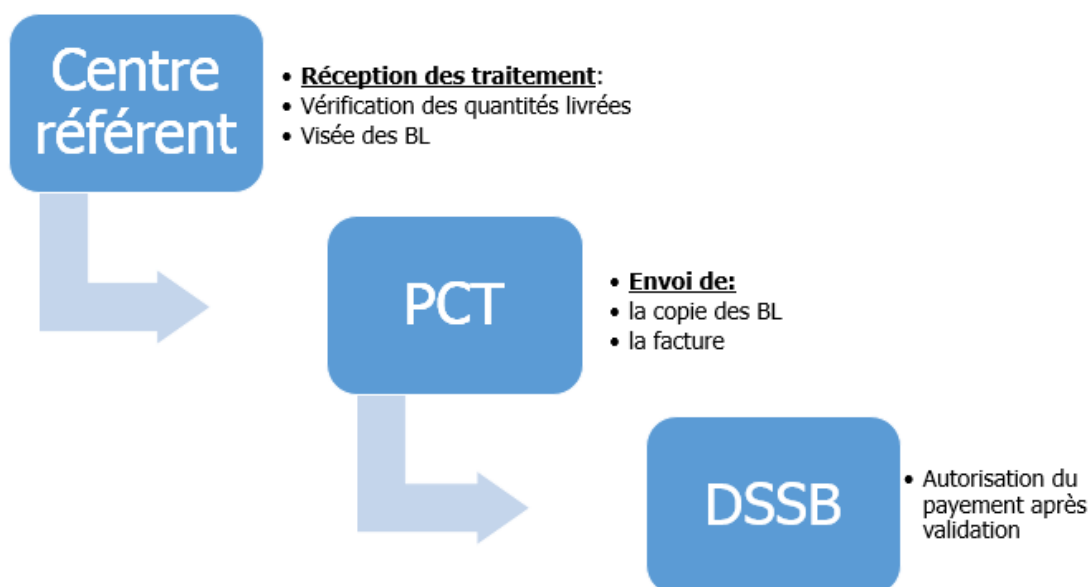 Centre
référent
• Réception des traitement:
• Vérification des quantités livrées
• Visée des BL
PCT
• Envoi de:
• la copie des BL
• la facture
DSSB
• Autorisation du
payement après
validation